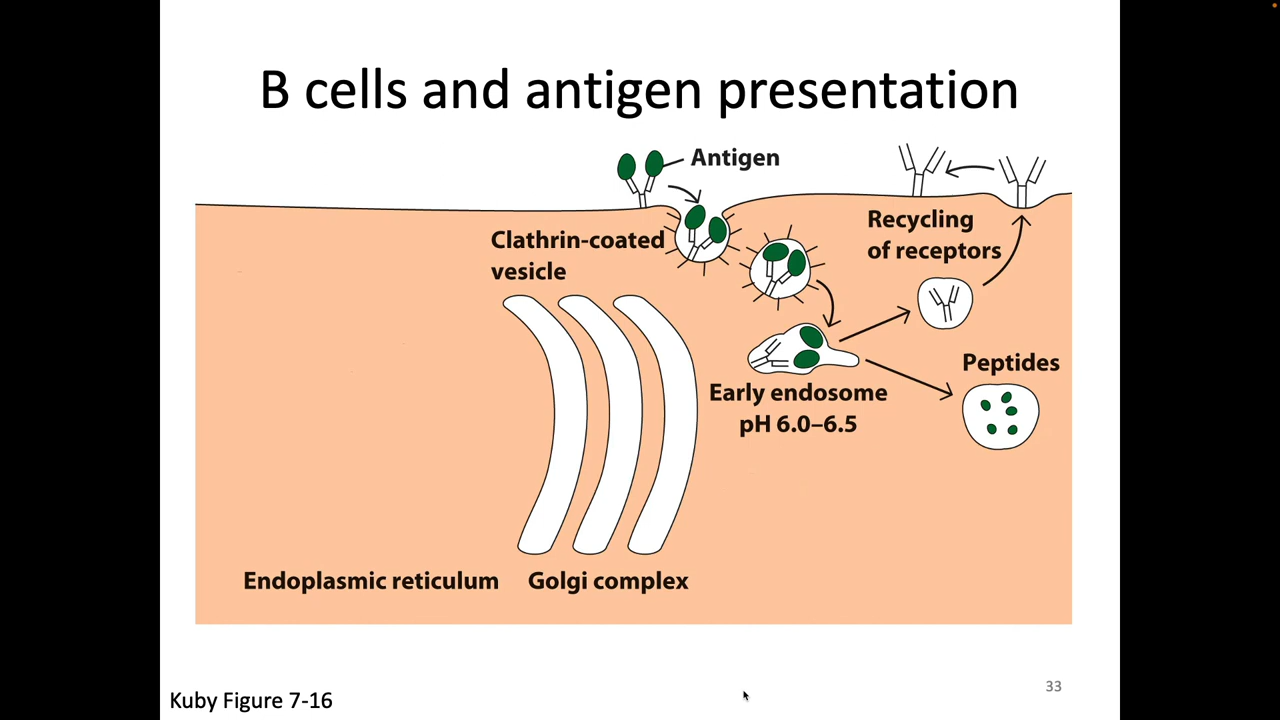 B cells and antigen presentation
Antigen
Clathrin-coated
vesicle
Recycling
of receptors
Early endosome
pH 6.0–6.5
Peptides
Endoplasmic reticulum
Golgi complex
Kuby Figure 7-16
33